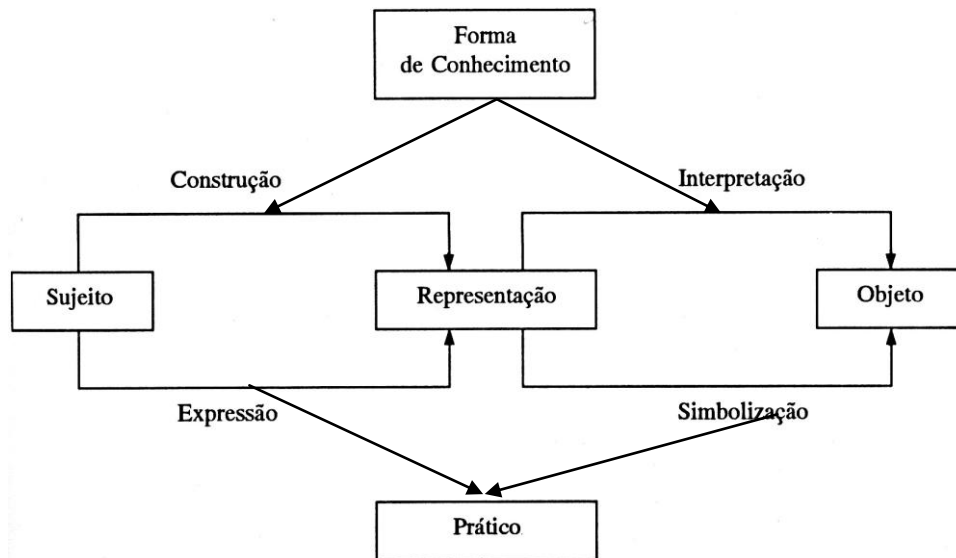 Forma
de Conhecimento
Construção
Interpretação
Sujeito
Representação
Objeto
Expressão
Simbolização
Prático